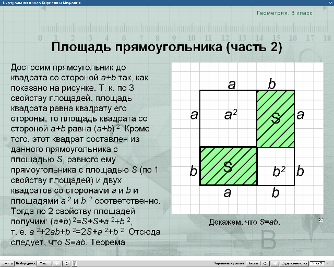 Геометрия, 8 класс
Площадь прямоугольника (часть 2)
Достроим прямоугольник до
квадрата со стороной a+b так, как
показано на рисунке. Т. к. по 3
свойству площадей, площадь
квадрата равна квадрату его
стороны, то площадь квадрата со
стороной a+b равна (a+b)². Кроме
того, этот квадрат составлен из
данного прямоугольника с
площадью S, равного ему
прямоугольника с площадью S (по 1
свойству площадей) и двух
квадратов со сторонами a и b и
площадями a² и b² соответственно.
Тогда по 2 свойству площадей
получим: (a+b)²=S+S+a²+b²,
т. е. a²+2ab+b²=2S+a²+b². Отсюда
следует, что S=ab. Теорема
a b
a a² S a
b S b² b
a b
Докажем, что S=ab.